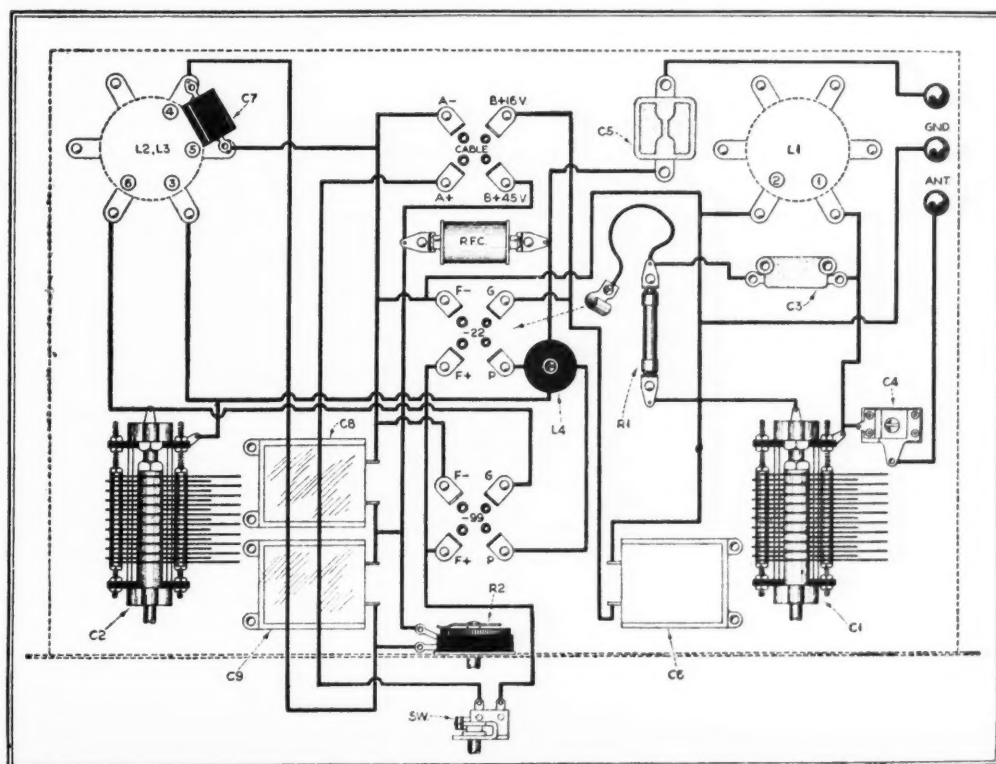 C7
4
L2,L3
5
6
3
A-
B+16V.
CABLE
A+
B+45V.
R.F.C.
C5
L1
2
1
GND
ANT.
C3
F-
G
-22
F+
P
L4
R1
C4
C8
F-
G
-99
F+
P
C2
C9
R2
C6
C1
SW.